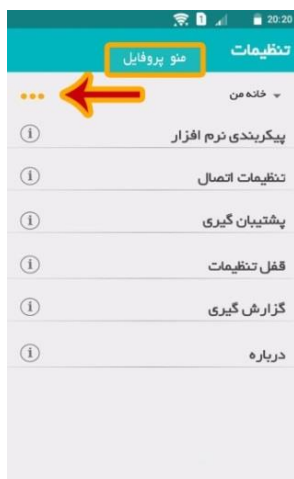 20:20
تنظیمات
منو پروفایل
خانه من
پیکربندی نرم افزار
تنظیمات اتصال
پشتیبان گیری
قفل تنظیمات
گزارش گیری
درباره